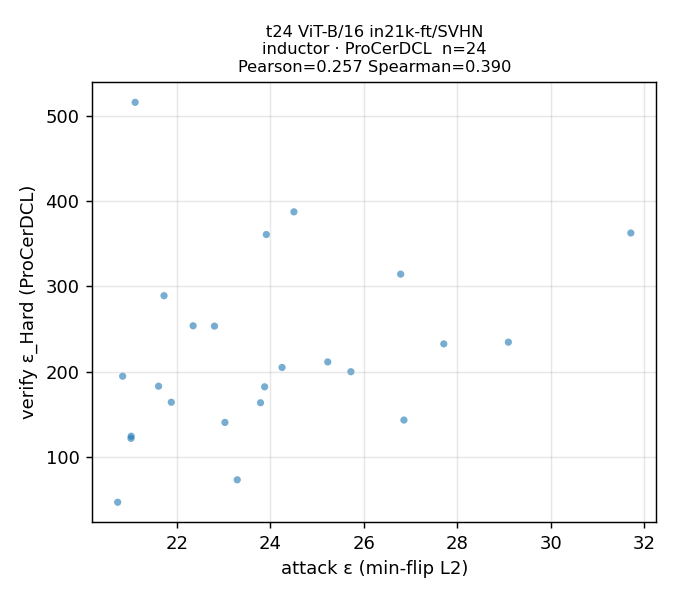 t24 ViT-B/16 in21k-ft/SVHN
inductor · ProCerDCL  n=24
Pearson=0.257 Spearman=0.390
500
400
300
200
100
verify ε_Hard (ProCerDCL)
22
24
26
28
30
32
attack ε (min-flip L2)